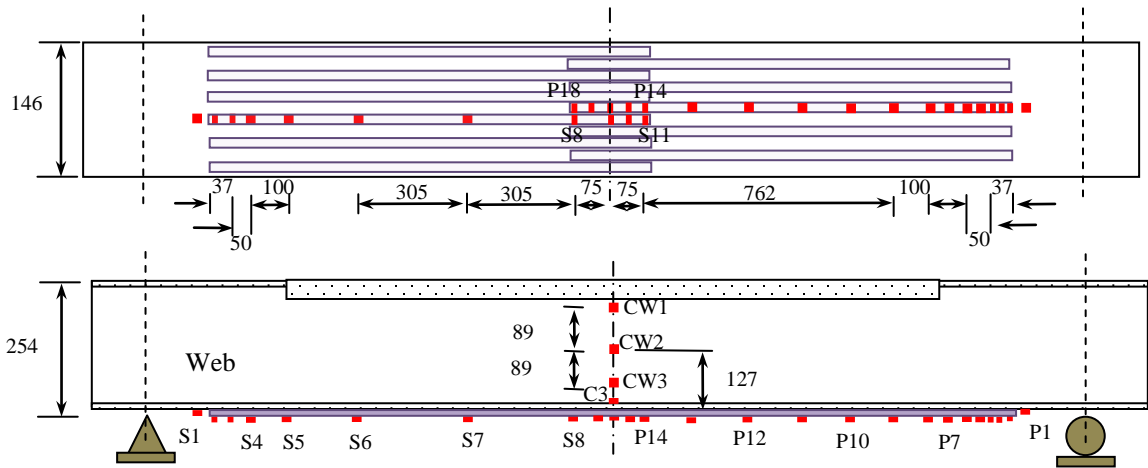 146
P18 P14
S8 S11
37 100 305 305 75 75 762 100 37
50 50
254
Web
CW1
89
CW2
89
CW3
127
C3
S1 S4 S5 S6 S7 S8 P14 P12 P10 P7 P1